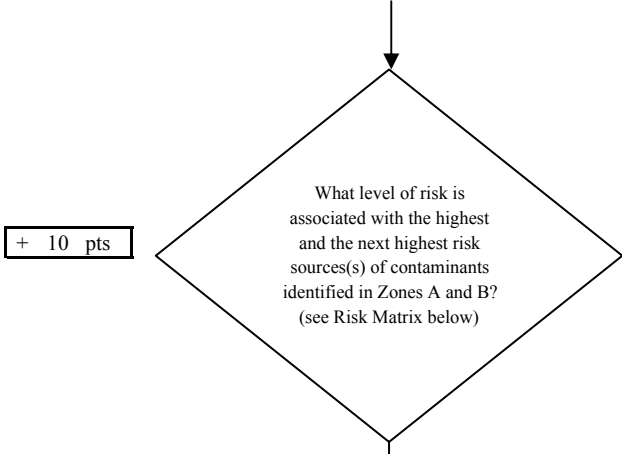 What level of risk is
associated with the highest
and the next highest risk
sources(s) of contaminants
identified in Zones A and B?
(see Risk Matrix below)
+ 10 pts